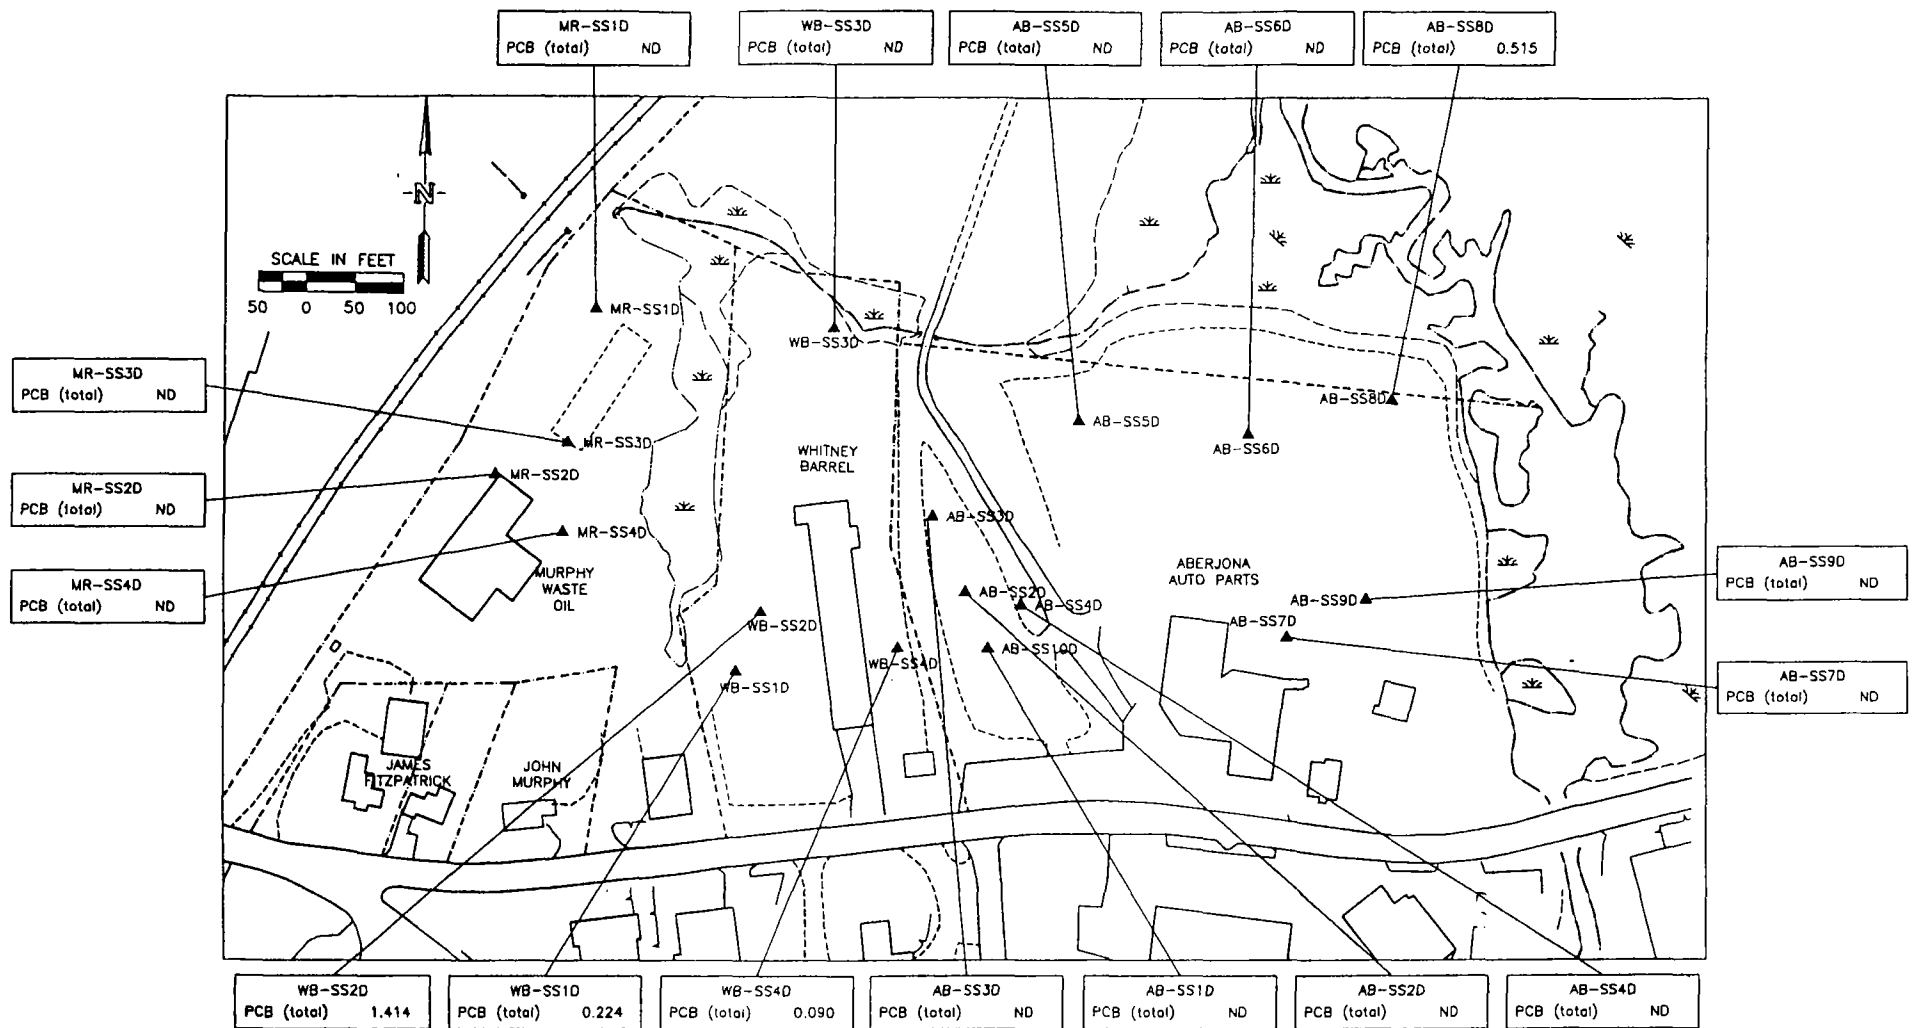 MR-SS1D
PCB (total) ND
WB-SS3D
PCB (total) ND
AB-SS5D
PCB (total) ND
AB-SS6D
PCB (total) ND
AB-SS8D
PCB (total) 0.515
N
SCALE IN FEET
50 0 50 100
MR-SS1D
WB-SS3D
MR-SS3D
PCB (total) ND
AB-SS8D
AB-SS5D
AB-SS6D
MR-SS3D
WHITNEY
BARREL
MR-SS2D
MR-SS2D
PCB (total) ND
AB-SS3D
MR-SS4D
MR-SS4D
PCB (total) ND
MURPHY
WASTE
OIL
ABERJONA
AUTO PARTS
AB-SS9D
PCB (total) ND
AB-SS2D
AB-SS4D
AB-SS9D
WB-SS2D
AB-SS7D
AB-SS10D
WB-SS4D
WB-SS1D
AB-SS7D
PCB (total) ND
JAMES
FITZPATRICK
JOHN
MURPHY
WB-SS2D
PCB (total) 1.414
WB-SS1D
PCB (total) 0.224
WB-SS4D
PCB (total) 0.090
AB-SS3D
PCB (total) ND
AB-SS1D
PCB (total) ND
AB-SS2D
PCB (total) ND
AB-SS4D
PCB (total) ND